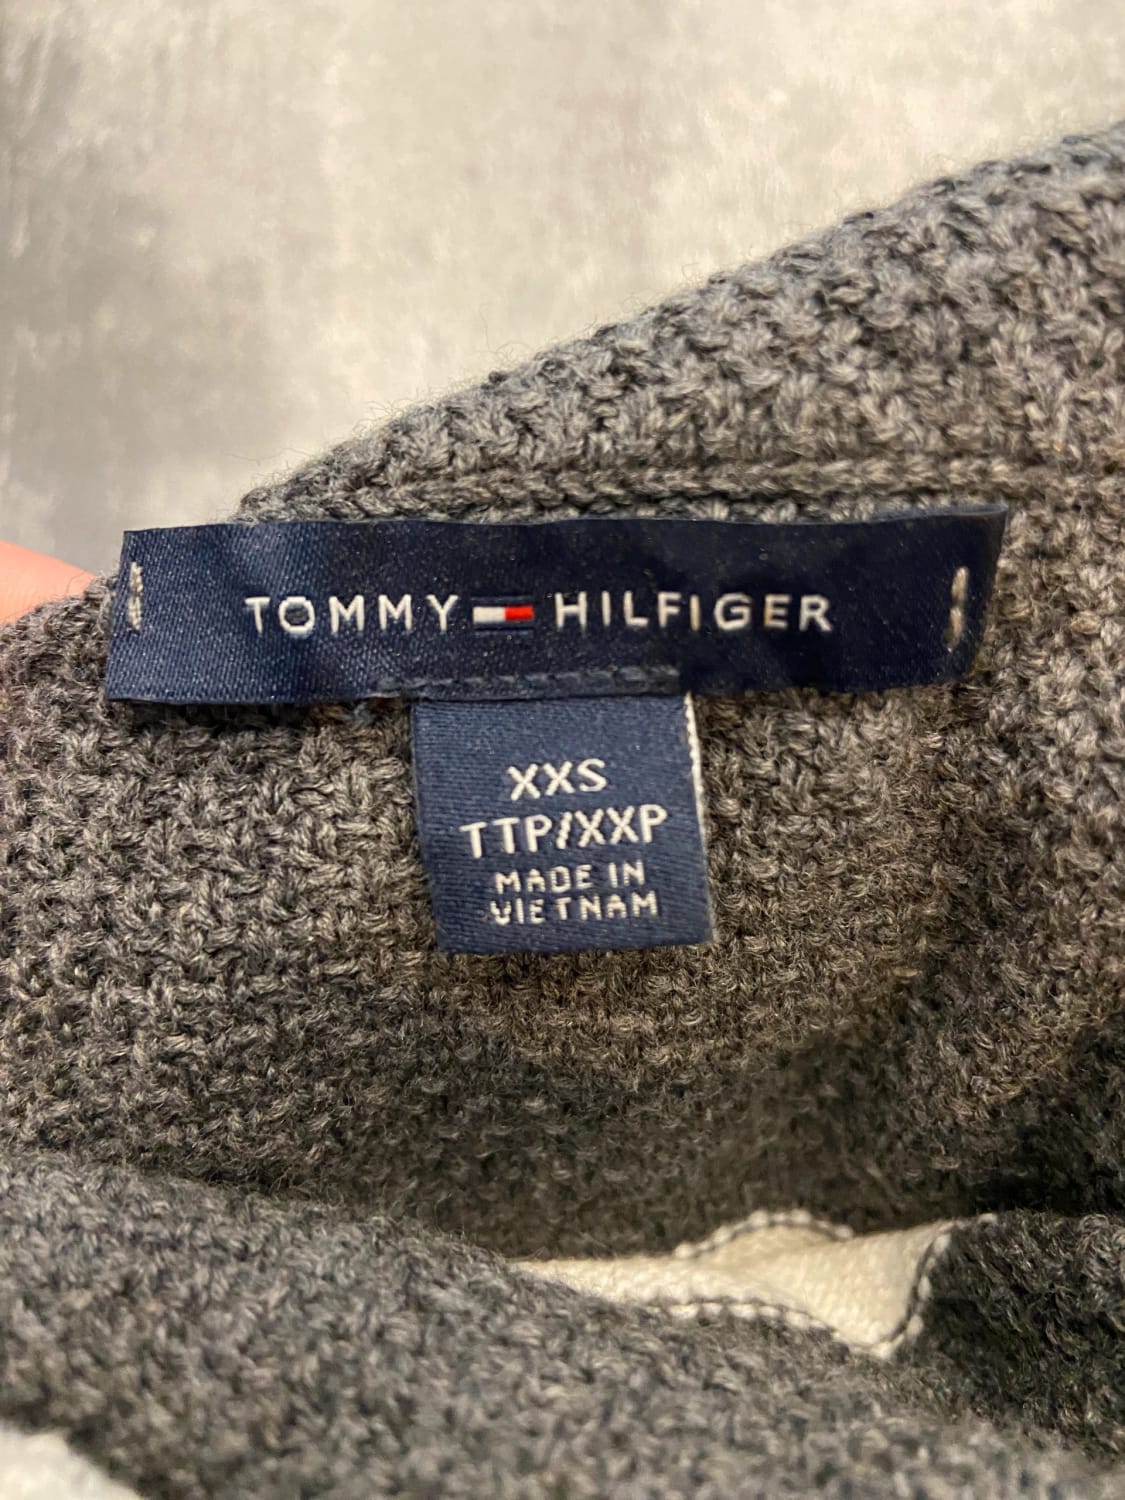 TOMMY HILFIGER
XXS
TTP/XXP
MADE IN
VIETNAM